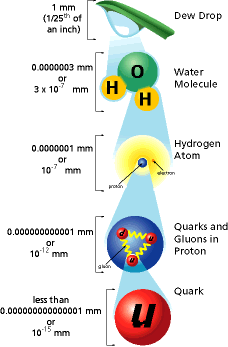 1 mm
(1/25th of
an inch)
Dew Drop
0.0000003 mm
or
3 x 10-7 mm
O
H
H
Water
Molecule
0.0000001 mm
or
10-7 mm
proton
electron
Hydrogen
Atom
0.000000000001 mm
or
10-12 mm
d
u
u
gluon
Quarks and
Gluons in
Proton
less than
0.000000000000001 mm
or
10-15 mm
u
Quark